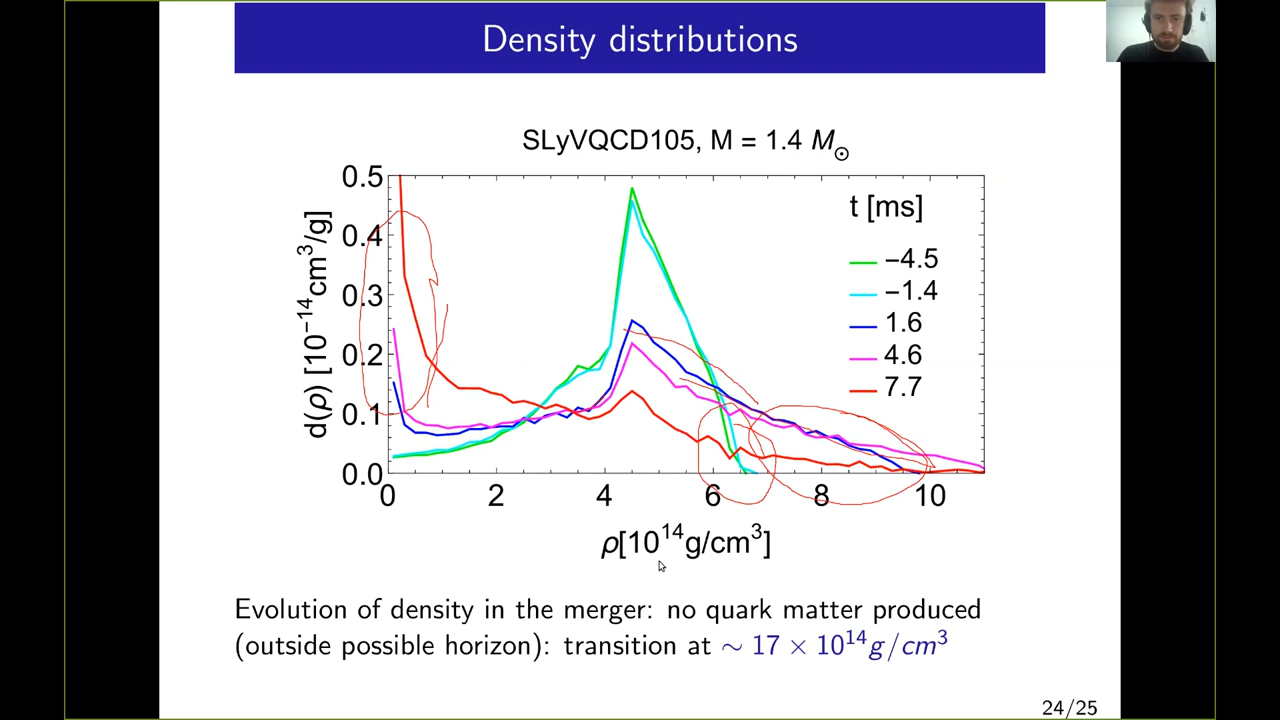 Density distributions
SLyVQCD105, M = 1.4 M⊙
t [ms]
−4.5
−1.4
1.6
4.6
7.7
d(ρ) [10⁻¹⁴cm³/g]
0.5
0.4
0.3
0.2
0.1
0.0
0 2 4 6 8 10
ρ[10¹⁴g/cm³]
Evolution of density in the merger: no quark matter produced
(outside possible horizon): transition at ∼ 17 × 10¹⁴g/cm³
24/25